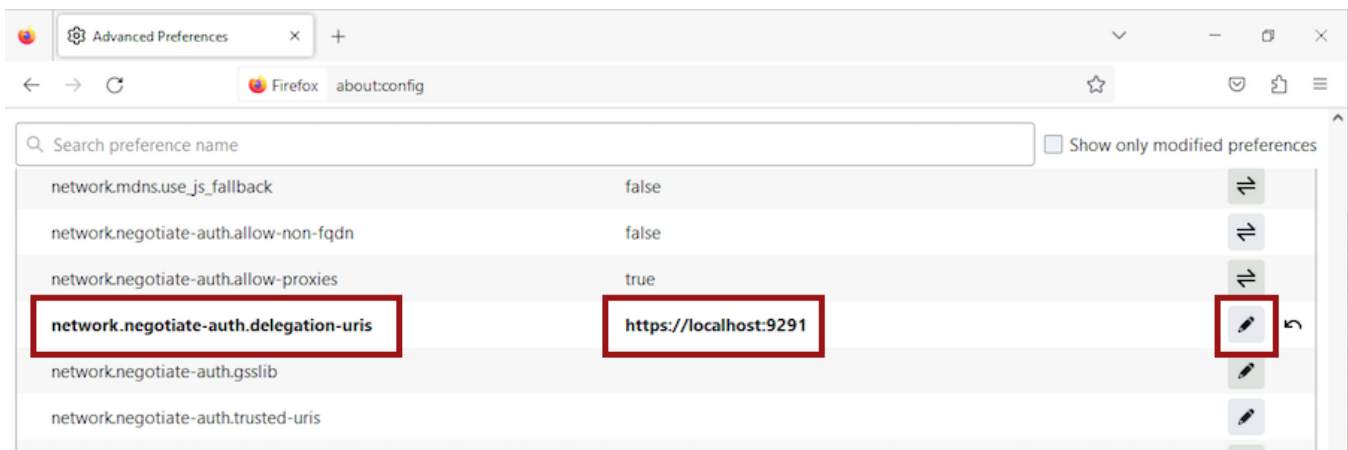 Advanced Preferences
Firefox about:config
Search preference name
Show only modified preferences
network.mdns.use_js_fallback false
network.negotiate-auth.allow-non-fqdn false
network.negotiate-auth.allow-proxies true
network.negotiate-auth.delegation-uris https://localhost:9291
network.negotiate-auth.gsslib
network.negotiate-auth.trusted-uris